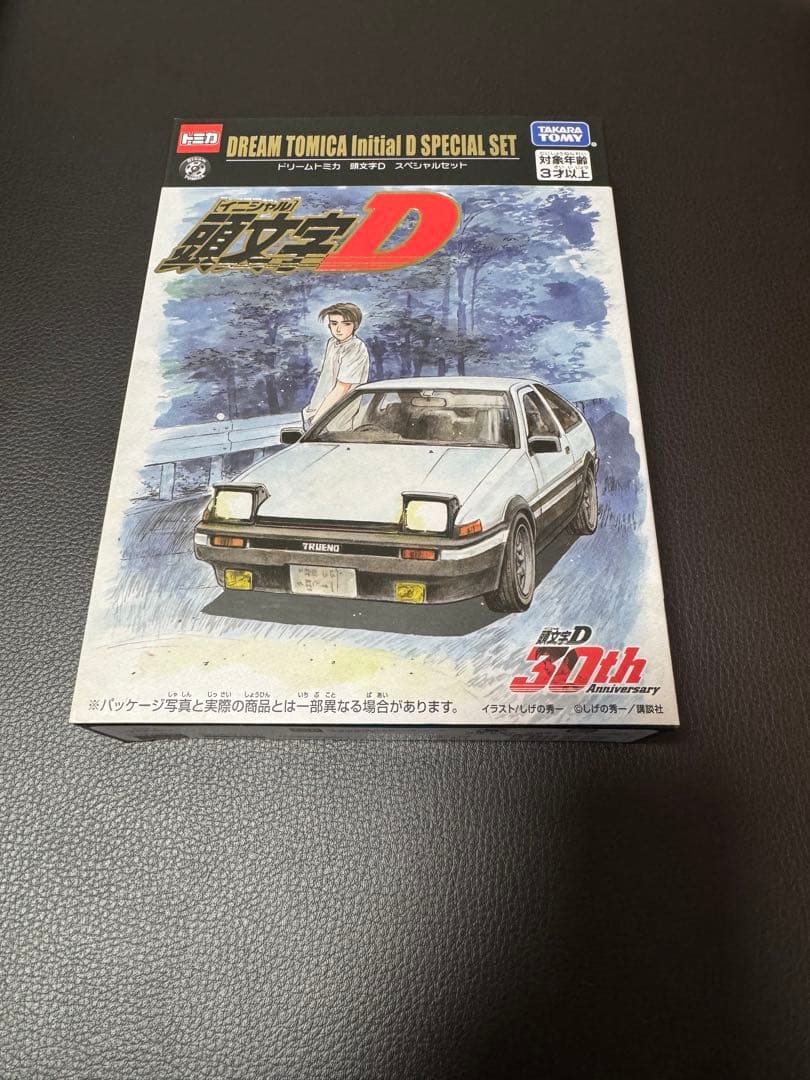 トミカ
DREAM TOMICA Initial D SPECIAL SET
TAKARA TOMY
ドリームトミカ 頭文字D スペシャルセット
対象年齢
3才以上
[イニシャル]
頭文字D
TRUENO
頭文字D
30th
Anniversary
※パッケージ写真と実際の商品とは一部異なる場合があります。
イラスト/しげの秀一 ©しげの秀一/講談社